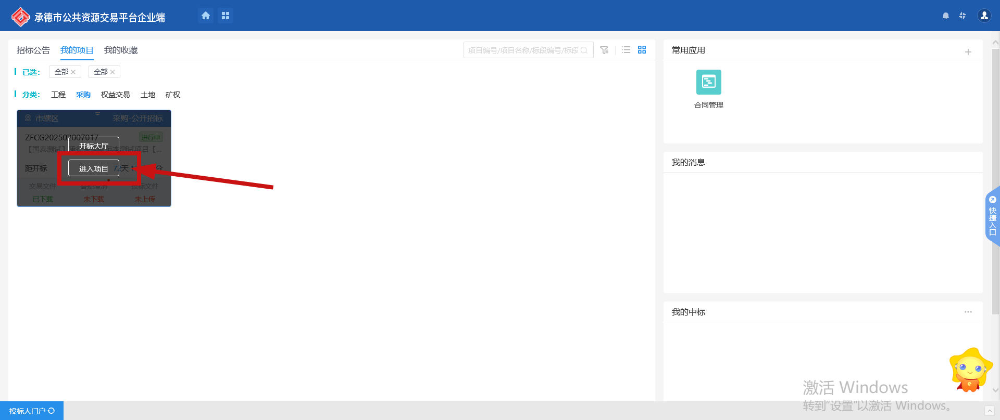 承德市公共资源交易平台企业端
招标公告 我的项目 我的收藏
项目编号/项目名称/标段编号/标段
已选： 全部 全部
分类： 工程 采购 权益交易 土地 矿权
市辖区 采购-公开招标
ZFCG202502007017 进行中
开标大厅
【国泰测试】 测试项目【...
距开标 72天 分
进入项目
交易文件 答疑澄清 投标文件
已下载 未下载 未上传
常用应用
合同管理
我的消息
我的中标
快捷入口
激活 Windows
转到“设置”以激活 Windows。
投标人门户